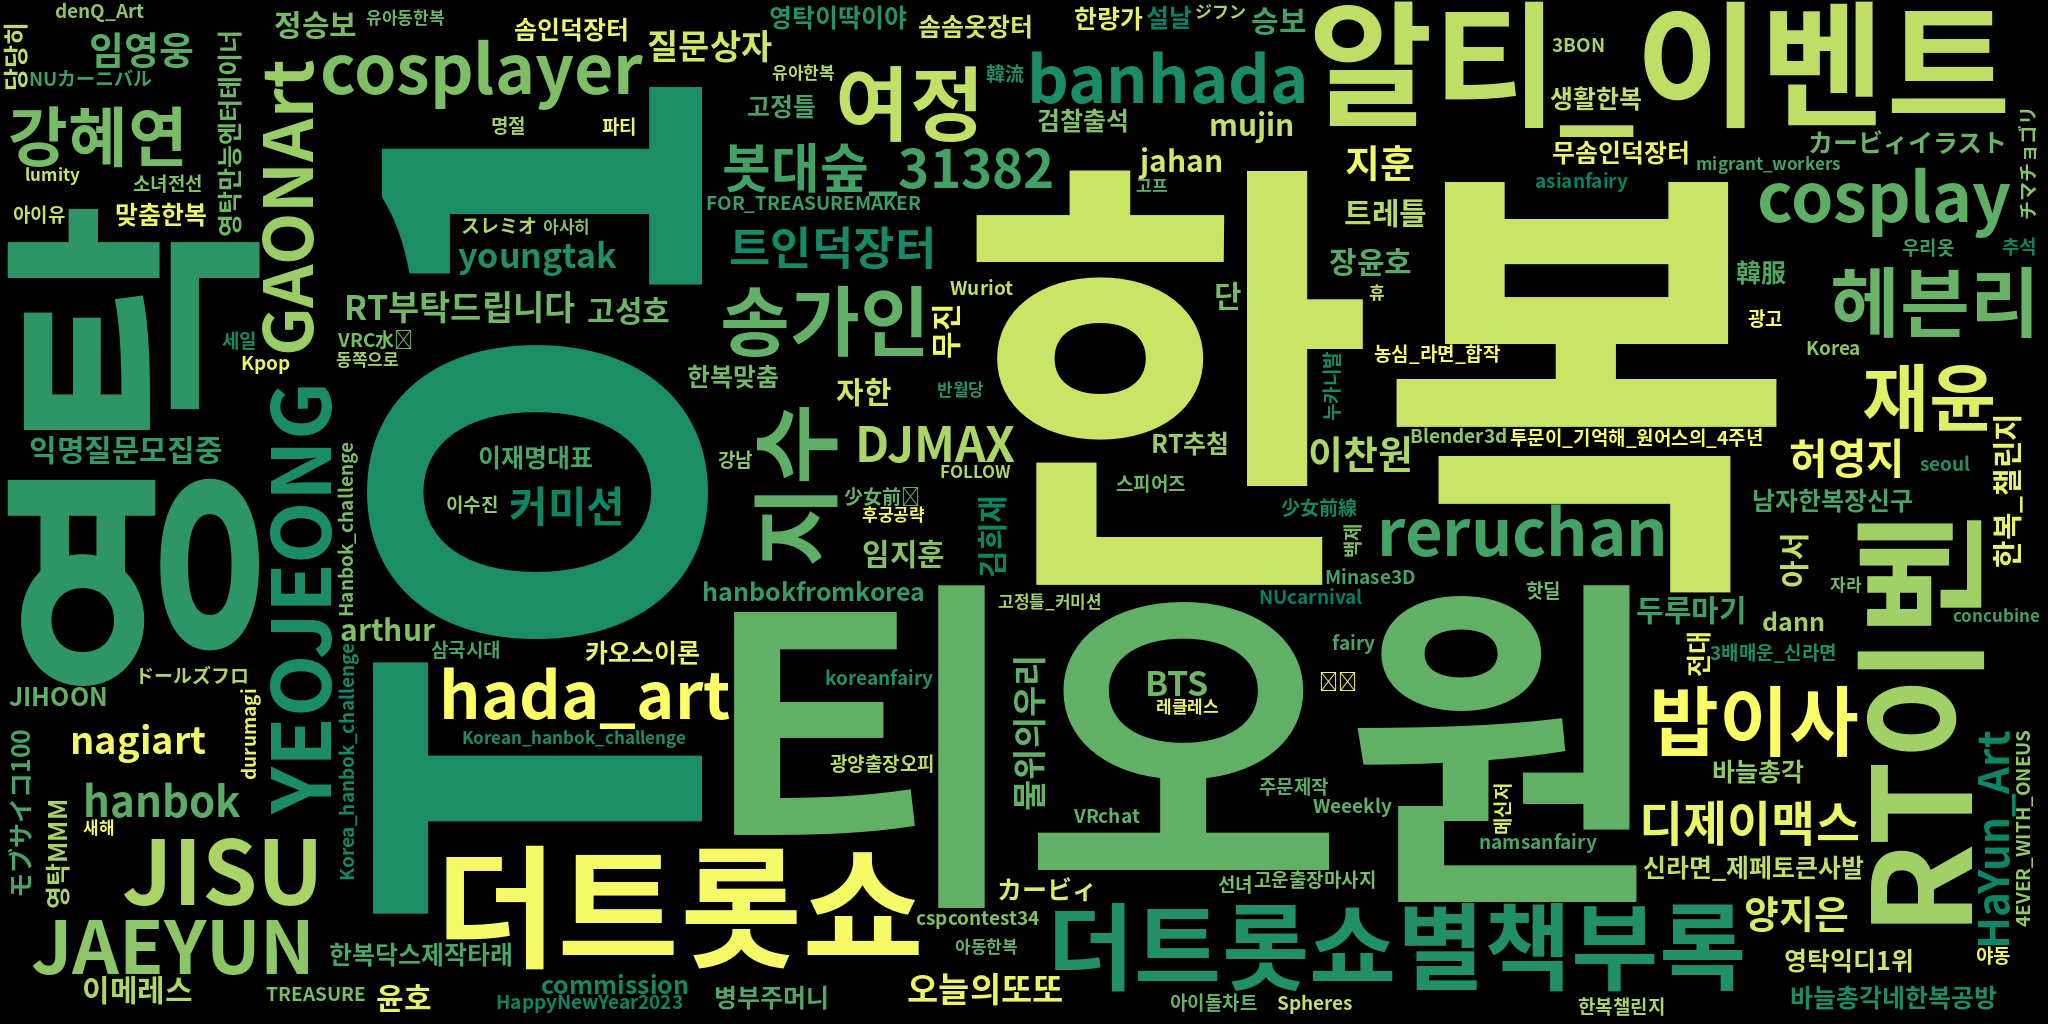 denQ_Art
정승보
유아동한복
솜인덕장터
질문상자
영탁이딱이야
솜솜옷장터
한량가
설날
ジフン
승보
알티_이벤트
3BON
당당히
임영웅
NUカーニバル
영탁만능엔터테이너
GAONArt
cosplayer
여정
유아한복
韓流
banhada
생활한복
강혜연
명절
파티
고정틀
검찰출석
mujin
무솜인덕장터
カービィイラスト
チマチョゴリ
lumity
소녀전선
TO1
봇대숲_31382
jahan
고프
지훈
migrant_workers
asianfairy
cosplay
아이유
맞춤한복
FOR_TREASUREMAKER
스レミオ
아사히
youngtak
트인덕장터
한복
트레틀
우리옷
추석
영탁
RT부탁드립니다
고성호
송가인
Wuriot
단
장윤호
휴
韓服
헤븐리
광고
세일
Kpop
VRC水
동쪽으로
무진
한복맞춤
자한
반월당
누카니발
농심_라면_합작
Korea
재윤
익명질문모집중
YEOJEONG
Hanbok_challenge
이재명대표
이수진
커미션
강남
지수
DJMAX
FOLLOW
RT추첨
이찬원
Blender3d
투문이_기억해_원어스의_4주년
허영지
seoul
한복_챌린지
少女前
후궁공략
스피어즈
임지훈
김희재
少女前線
백제
reruchan
남자한복장신구
hanbokfromkorea
고정틀_커미션
Minase3D
NUcarnival
핫딜
아서
자라
RT이벤
두루마기
dann
concubine
arthur
삼국시대
카오스이론
티오원
fairy
전대
3배매운_신라면
ドールズフロ
JIHOON
durumagi
Korea_hanbok_challenge
hada_art
koreanfairy
물위의우리
BTS
레클레스
밥이사
nagiart
Korean_hanbok_challenge
광양출장오피
바늘총각
モブサイコ100
hanbok
영탁MMM
새해
VRchat
주문제작
Weeekly
메신저
namsanfairy
디제이맥스
HaYun_Art
4EVER_WITH_ONEUS
JISU
더트롯쇼
カービィ
선녀
고운출장마사지
신라면_제페토큰사발
JAEYUN
한복닥스제작타래
cspcontest34
아동한복
더트롯쇼별책부록
양지은
이메레스
TREASURE
윤호
commission
HappyNewYear2023
병부주머니
오늘의또또
아이돌차트
Spheres
한복챌린지
영탁익디1위
야동
바늘총각네한복공방